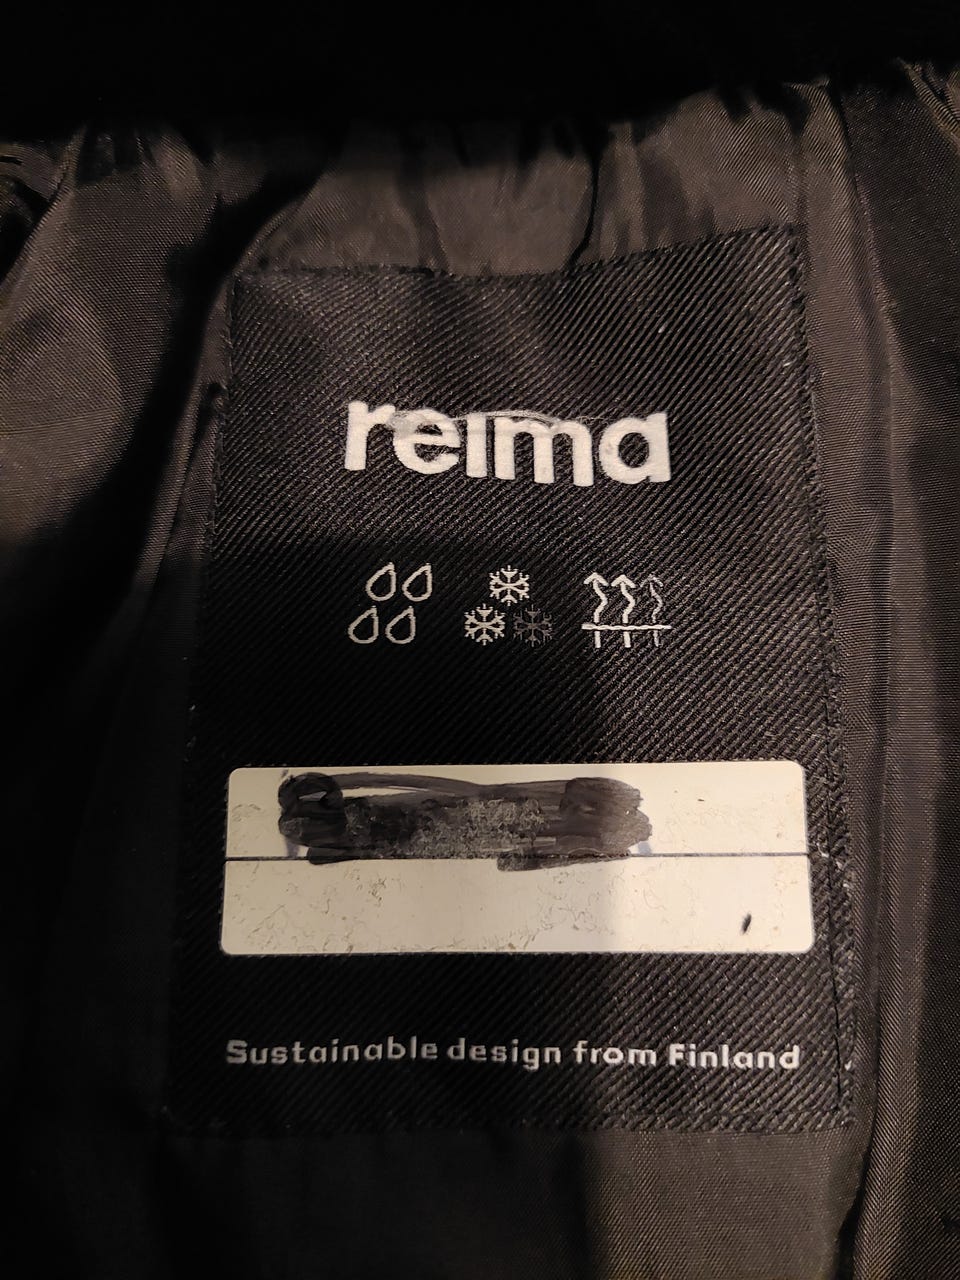 reima
Sustainable design from Finland